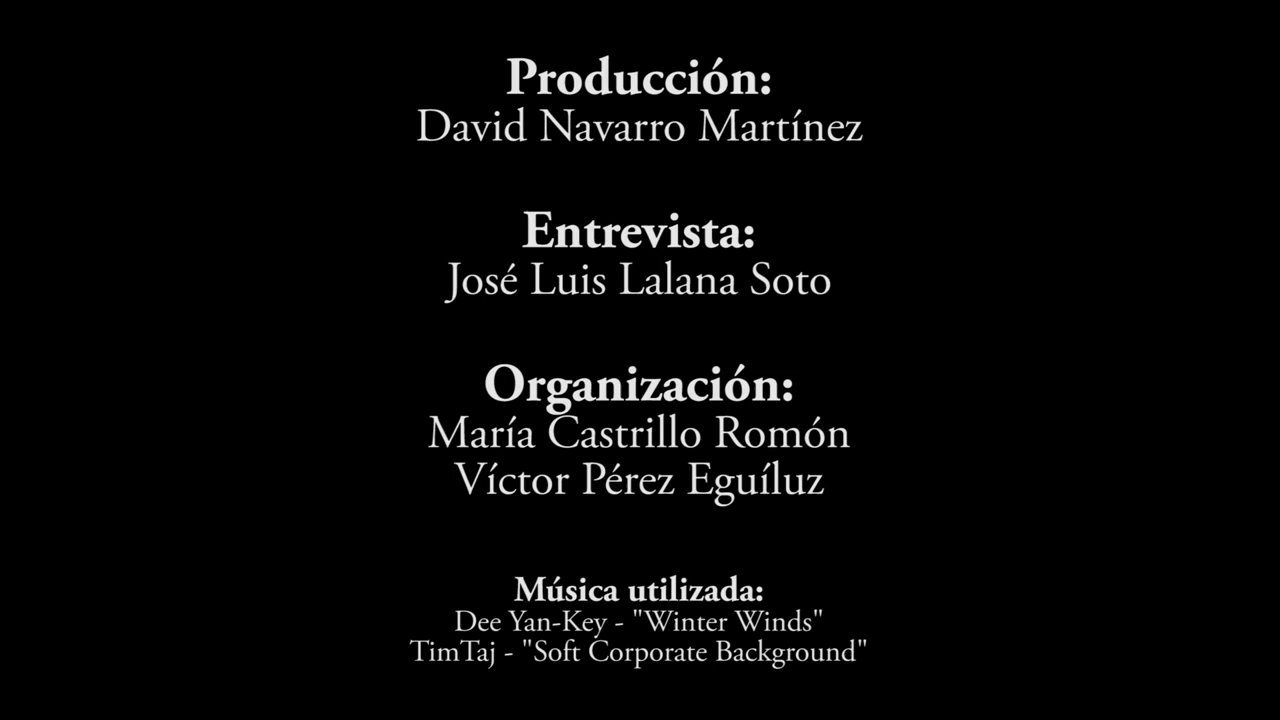 Producción:
David Navarro Martínez
Entrevista:
José Luis Lalana Soto
Organización:
María Castrillo Romón
Víctor Pérez Eguíluz
Música utilizada:
Dee Yan-Key - "Winter Winds"
TimTaj - "Soft Corporate Background"